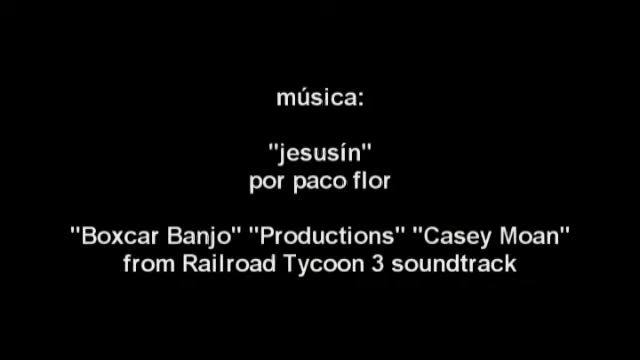 música:
"jesusín"
por paco flor
"Boxcar Banjo" "Productions" "Casey Moan"
from Railroad Tycoon 3 soundtrack